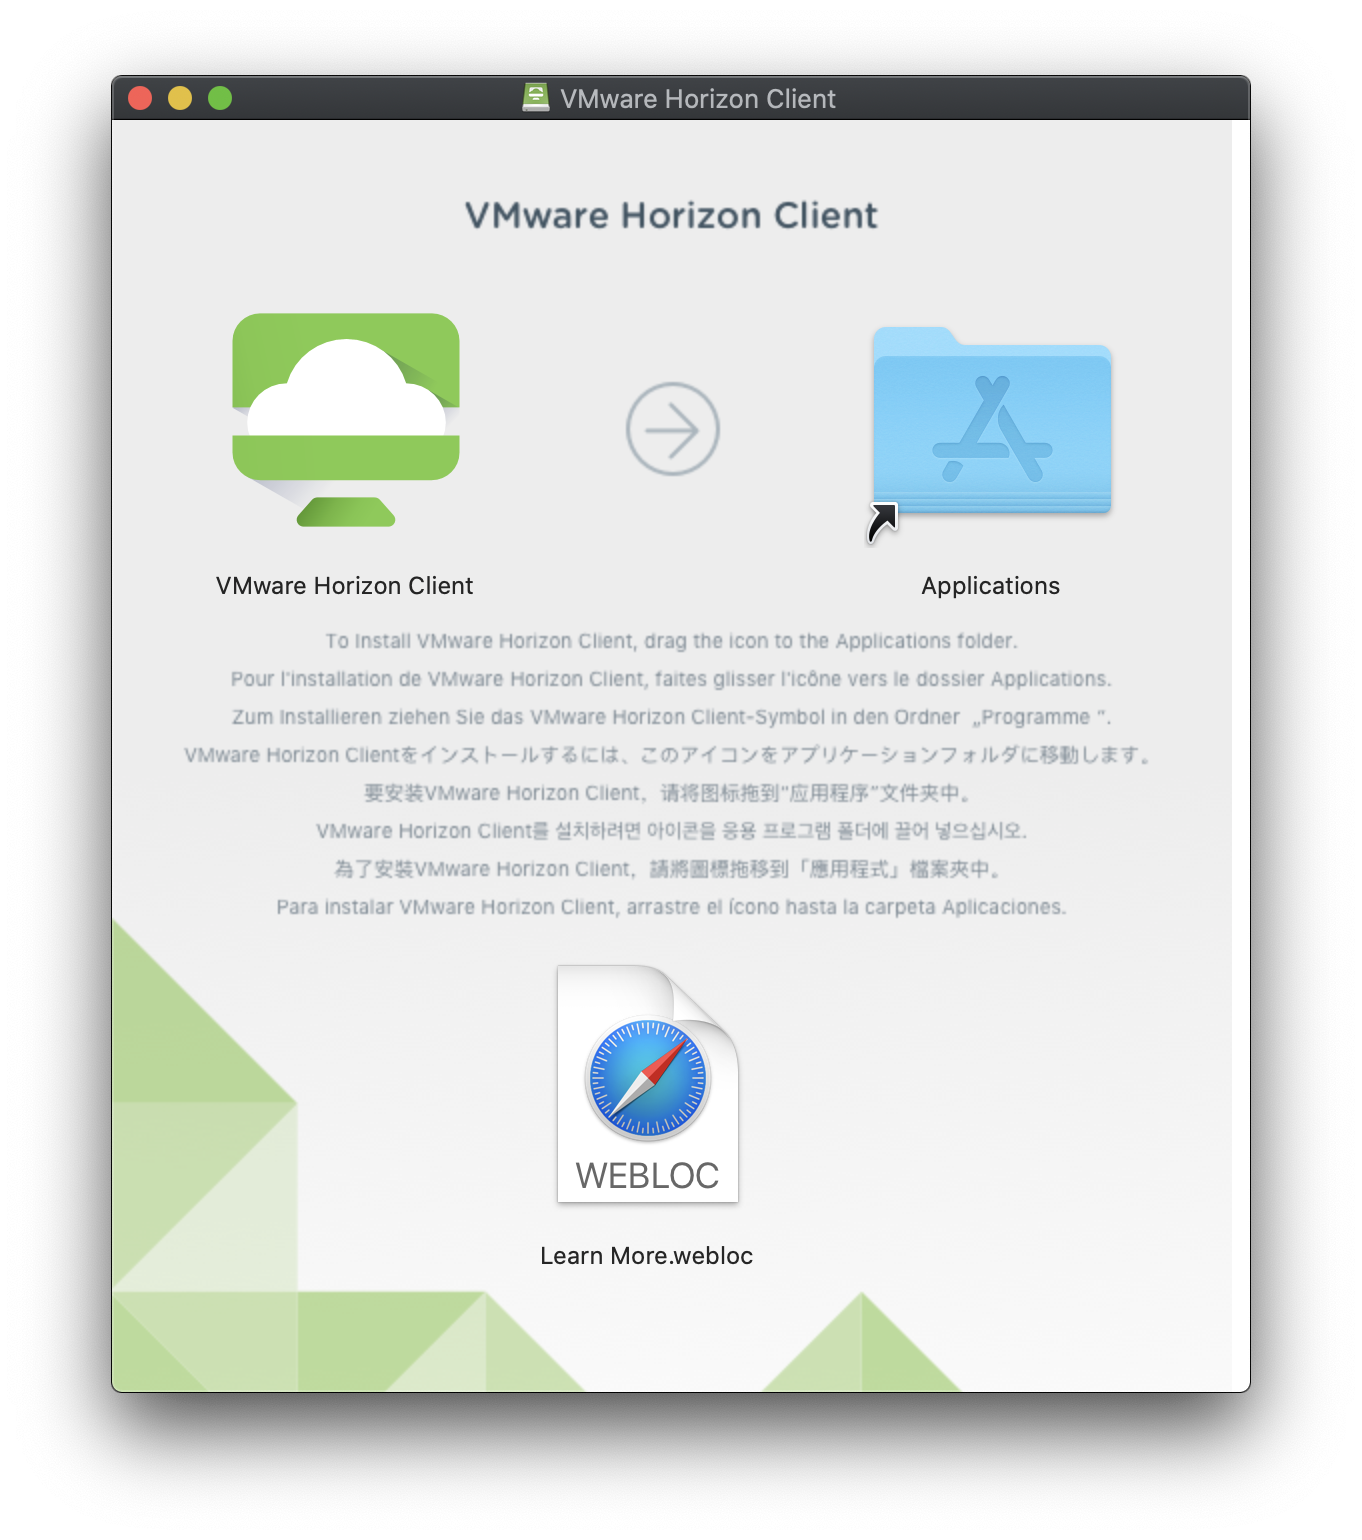 VMware Horizon Client
VMware Horizon Client
VMware Horizon Client
Applications
To Install VMware Horizon Client, drag the icon to the Applications folder.
Pour l'installation de VMware Horizon Client, faites glisser l'icône vers le dossier Applications.
Zum Installieren ziehen Sie das VMware Horizon Client-Symbol in den Ordner „Programme “.
VMware Horizon Clientをインストールするには、このアイコンをアプリケーションフォルダに移動します。
要安装VMware Horizon Client，请将图标拖到“应用程序”文件夹中。
VMware Horizon Client를 설치하려면 아이콘을 응용 프로그램 폴더에 끌어 넣으십시오.
為了安裝VMware Horizon Client，請將圖標拖移到「應用程式」檔案夾中。
Para instalar VMware Horizon Client, arrastre el ícono hasta la carpeta Aplicaciones.
WEBLOC
Learn More.webloc